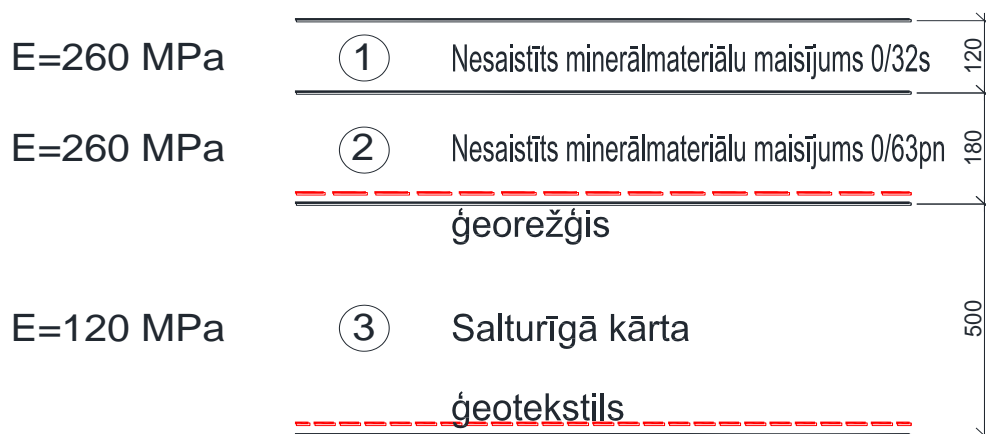 E=260 MPa 1 Nesaistīts minerālmateriālu maisījums 0/32s 120
E=260 MPa 2 Nesaistīts minerālmateriālu maisījums 0/63pn 180
ģeorežģis
E=120 MPa 3 Salturīgā kārta 500
ģeotekstils